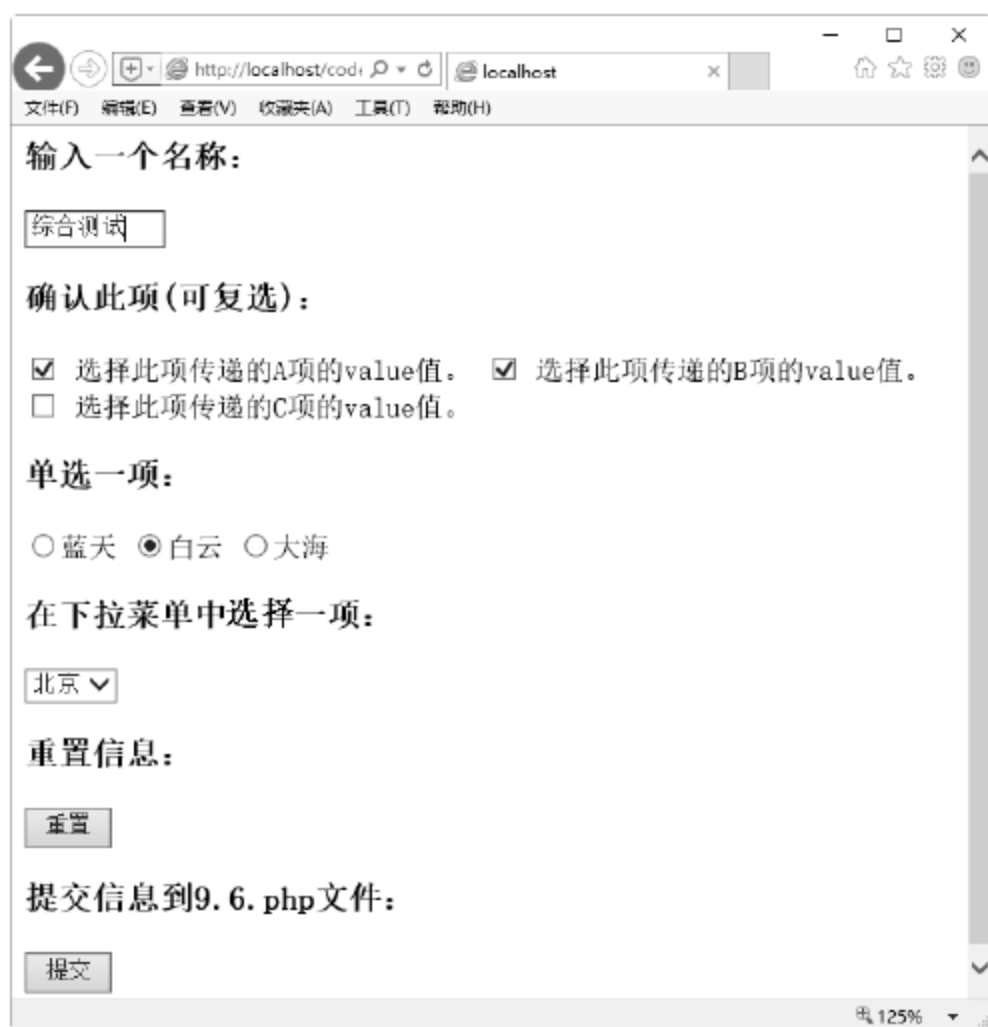 http://localhost/cod
localhost
文件(F) 编辑(E) 查看(V) 收藏夹(A) 工具(T) 帮助(H)
输入一个名称：
综合测试
确认此项(可复选)：
选择此项传递的A项的value值。 选择此项传递的B项的value值。
选择此项传递的C项的value值。
单选一项：
蓝天 白云 大海
在下拉菜单中选择一项：
北京
重置信息：
重置
提交信息到9.6.php文件：
提交
125%